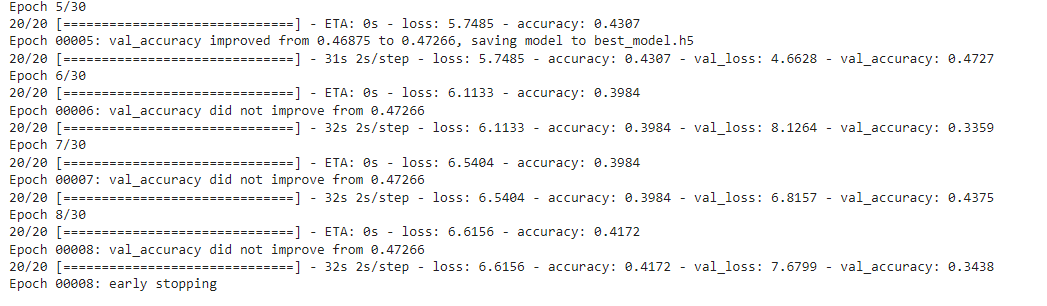 Epoch 5/30
20/20 [==============================] - ETA: 0s - loss: 5.7485 - accuracy: 0.4307
Epoch 00005: val_accuracy improved from 0.46875 to 0.47266, saving model to best_model.h5
20/20 [==============================] - 31s 2s/step - loss: 5.7485 - accuracy: 0.4307 - val_loss: 4.6628 - val_accuracy: 0.4727
Epoch 6/30
20/20 [==============================] - ETA: 0s - loss: 6.1133 - accuracy: 0.3984
Epoch 00006: val_accuracy did not improve from 0.47266
20/20 [==============================] - 32s 2s/step - loss: 6.1133 - accuracy: 0.3984 - val_loss: 8.1264 - val_accuracy: 0.3359
Epoch 7/30
20/20 [==============================] - ETA: 0s - loss: 6.5404 - accuracy: 0.3984
Epoch 00007: val_accuracy did not improve from 0.47266
20/20 [==============================] - 32s 2s/step - loss: 6.5404 - accuracy: 0.3984 - val_loss: 6.8157 - val_accuracy: 0.4375
Epoch 8/30
20/20 [==============================] - ETA: 0s - loss: 6.6156 - accuracy: 0.4172
Epoch 00008: val_accuracy did not improve from 0.47266
20/20 [==============================] - 32s 2s/step - loss: 6.6156 - accuracy: 0.4172 - val_loss: 7.6799 - val_accuracy: 0.3438
Epoch 00008: early stopping